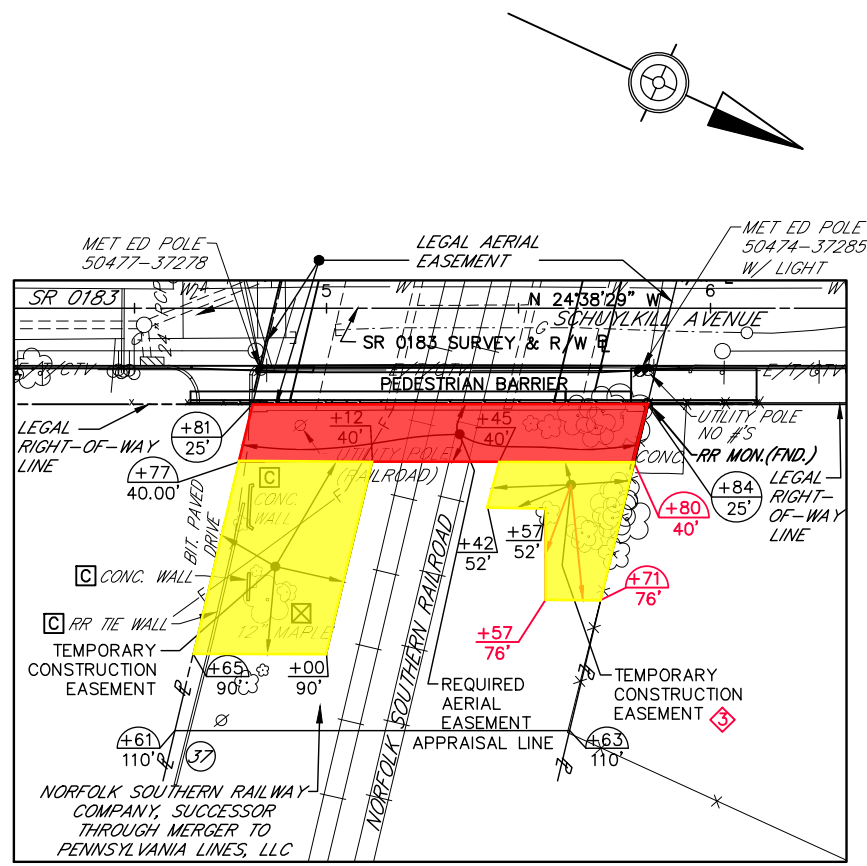 MET ED POLE
50477-37278
LEGAL AERIAL
EASEMENT
MET ED POLE
50474-37285
W/ LIGHT
SR 0183
24" RCP
W
4
5
W
W
6
W
N 24°38'29" W
SCHUYLKILL AVENUE
G
SR 0183 SURVEY & R/W B
E/T/CTV
E/T/CTV
PEDESTRIAN BARRIER
LEGAL
RIGHT-OF-WAY
LINE
+81
25'
+12
40'
+45
40'
UTILITY POLE
NO #'S
RR MON.(FND.)
CONC.
UTILITY POLE
(RAILROAD)
+77
40.00'
+84
25'
LEGAL
RIGHT-
OF-WAY
LINE
+80
40'
C
CONC.
WALL
BIT. PAVED
DRIVE
F
F
F
+42
52'
+57
52'
C CONC. WALL
C RR TIE WALL
12" MAPLE
+71
76'
+57
76'
TEMPORARY
CONSTRUCTION
EASEMENT
+65
90'
+00
90'
REQUIRED
AERIAL
EASEMENT
APPRAISAL LINE
TEMPORARY
CONSTRUCTION
EASEMENT 3
NORFOLK SOUTHERN RAILROAD
+61
110'
37
+63
110'
NORFOLK SOUTHERN RAILWAY
COMPANY, SUCCESSOR
THROUGH MERGER TO
PENNSYLVANIA LINES, LLC